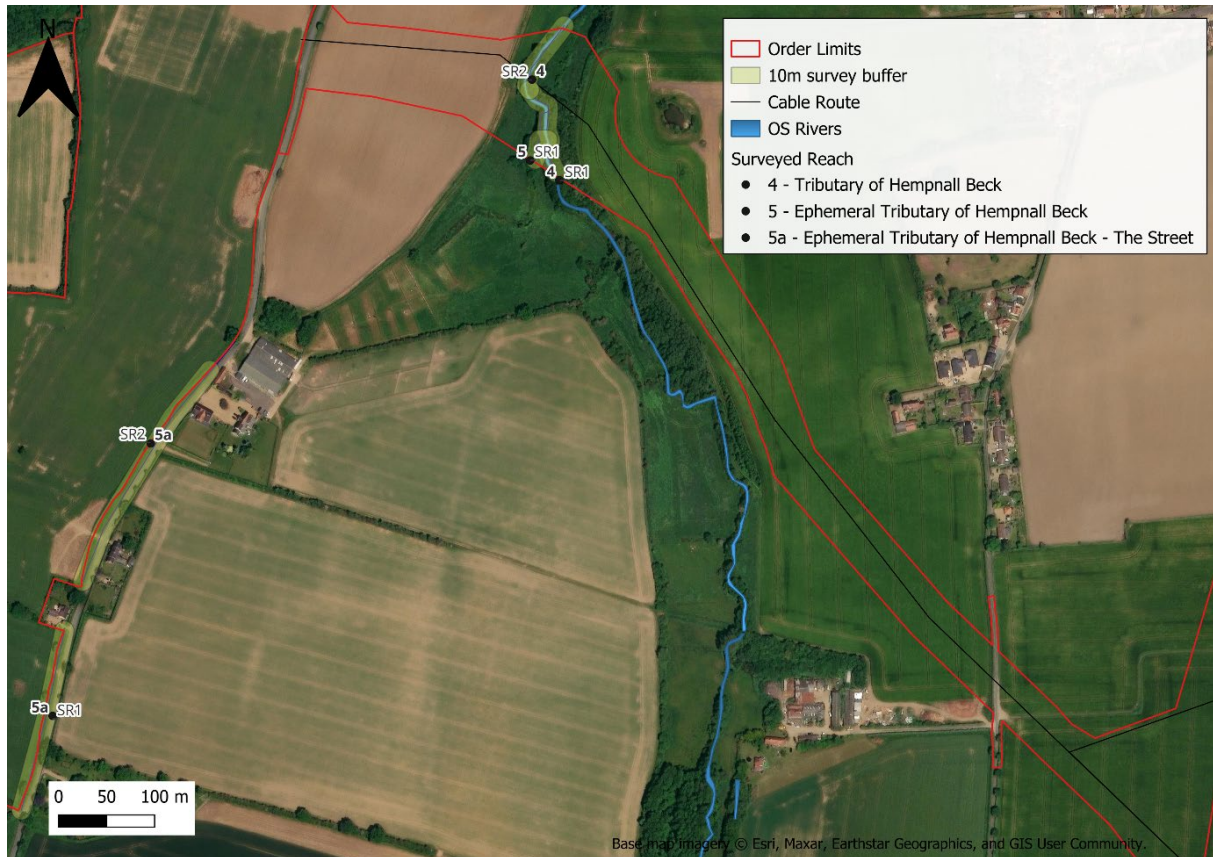 N
Order Limits
10m survey buffer
Cable Route
OS Rivers
Surveyed Reach
4 - Tributary of Hempnall Beck
5 - Ephemeral Tributary of Hempnall Beck
5a - Ephemeral Tributary of Hempnall Beck - The Street
SR2 4
5 SR1
4 SR1
SR2 5a
5a SR1
0 50 100 m
Base map imagery © Esri, Maxar, Earthstar Geographics, and GIS User Community.